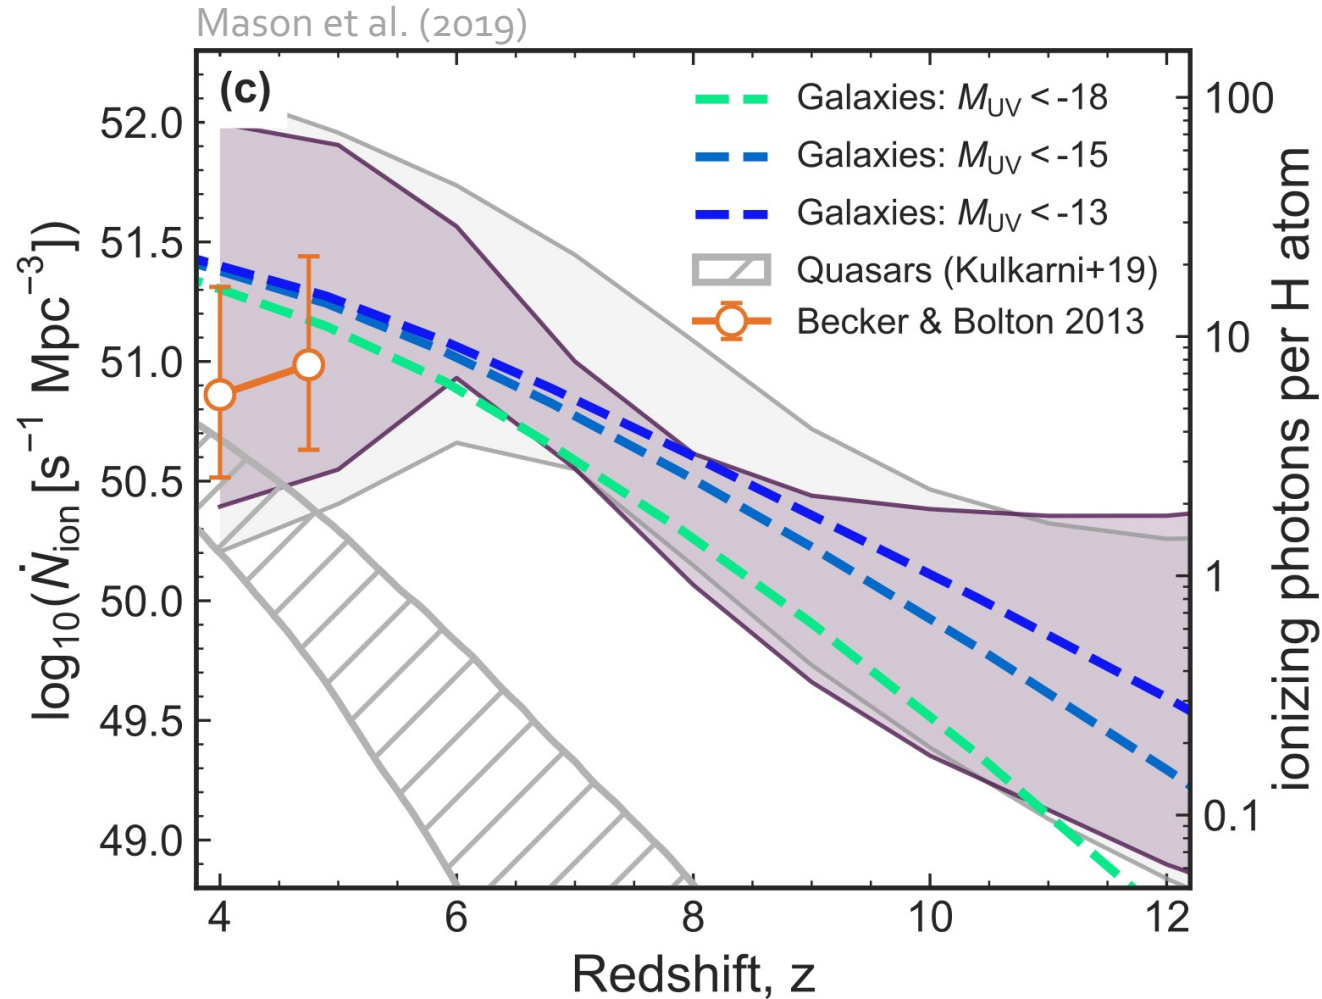 Mason et al. (2019)
(c)
Galaxies: M_UV < -18
Galaxies: M_UV < -15
Galaxies: M_UV < -13
Quasars (Kulkarni+19)
Becker & Bolton 2013
log₁₀(Ṅ_ion [s⁻¹ Mpc⁻³])
52.0
51.5
51.0
50.5
50.0
49.5
49.0
100
10
1
0.1
ionizing photons per H atom
4 6 8 10 12
Redshift, z